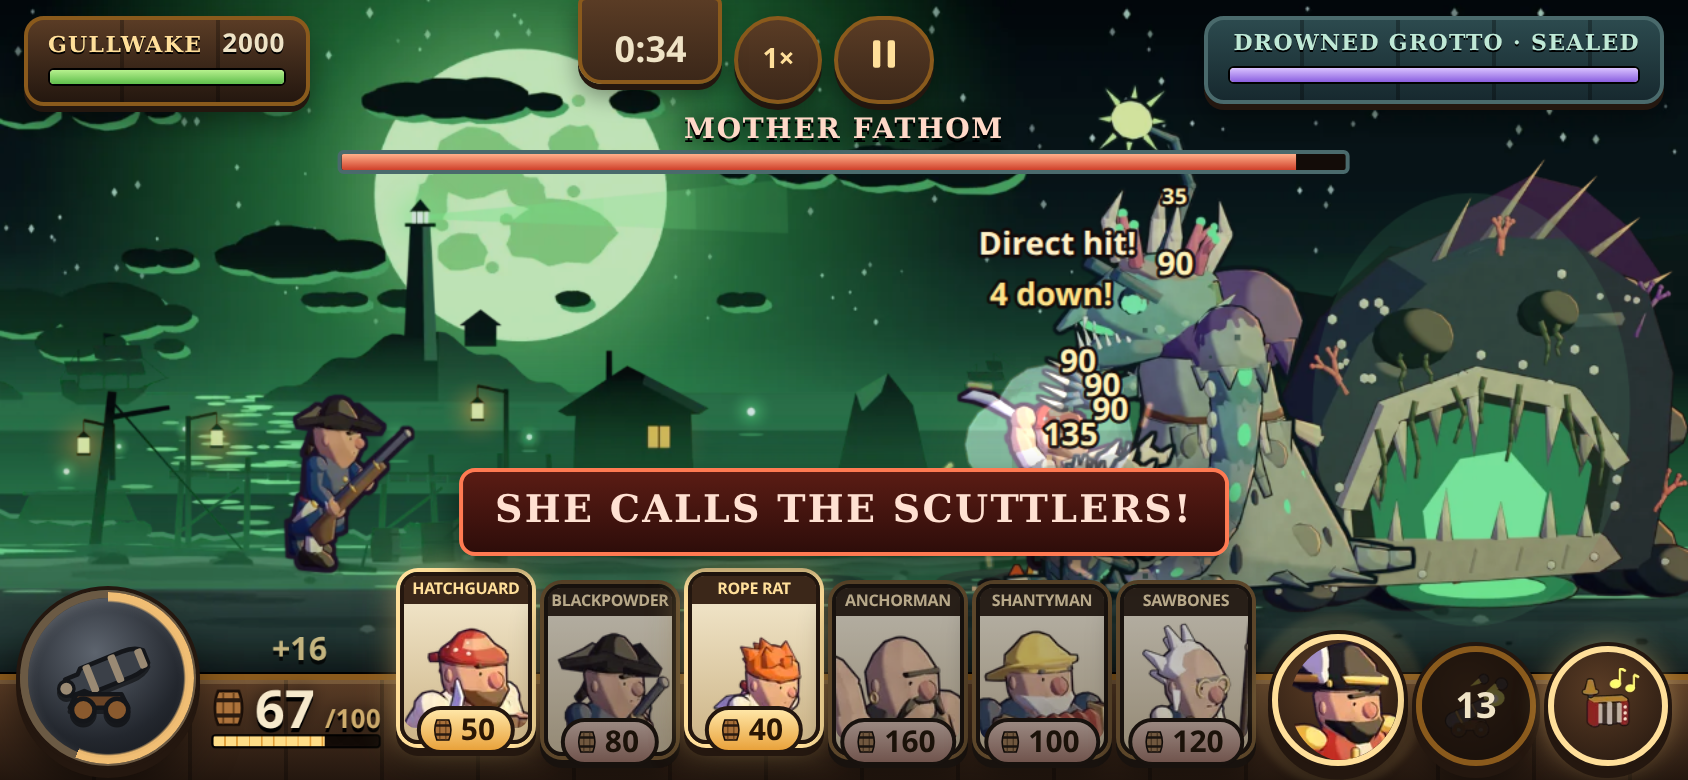 GULLWAKE 2000
0:34
1×
DROWNED GROTTO · SEALED
MOTHER FATHOM
35
Direct hit!
90
4 down!
90
90
90
135
SHE CALLS THE SCUTTLERS!
+16
67 /100
HATCHGUARD
50
BLACKPOWDER
80
ROPE RAT
40
ANCHORMAN
160
SHANTYMAN
100
SAWBONES
120
13